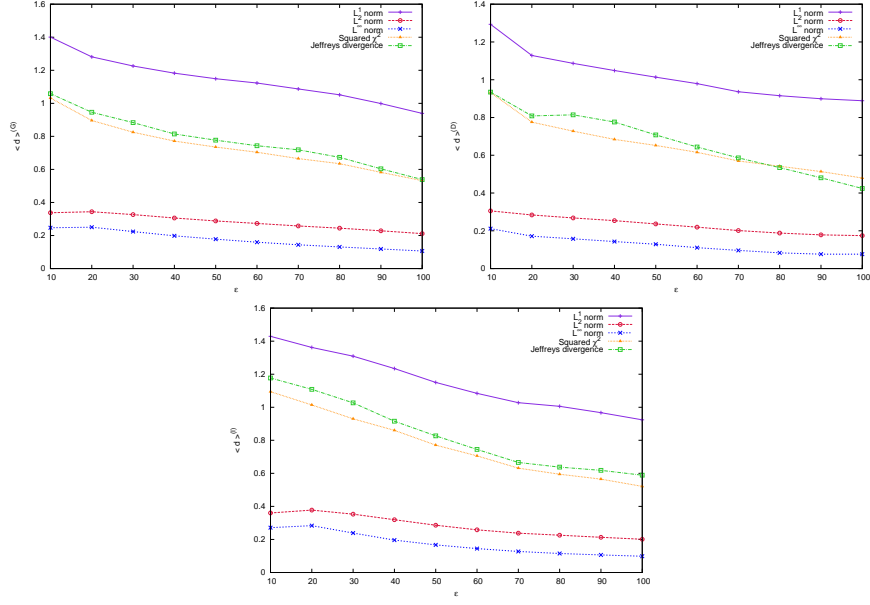 1.6
1.4
1.2
1
0.8
0.6
0.4
0.2
0
10 20 30 40 50 60 70 80 90 100
ε
< d >(G)
L1 norm
L2 norm
L∞ norm
Squared χ2
Jeffreys divergence
1.4
1.2
1
0.8
0.6
0.4
0.2
0
10 20 30 40 50 60 70 80 90 100
ε
< d >(D)
L1 norm
L2 norm
L∞ norm
Squared χ2
Jeffreys divergence
1.6
1.4
1.2
1
0.8
0.6
0.4
0.2
0
10 20 30 40 50 60 70 80 90 100
ε
< d >(I)
L1 norm
L2 norm
L∞ norm
Squared χ2
Jeffreys divergence